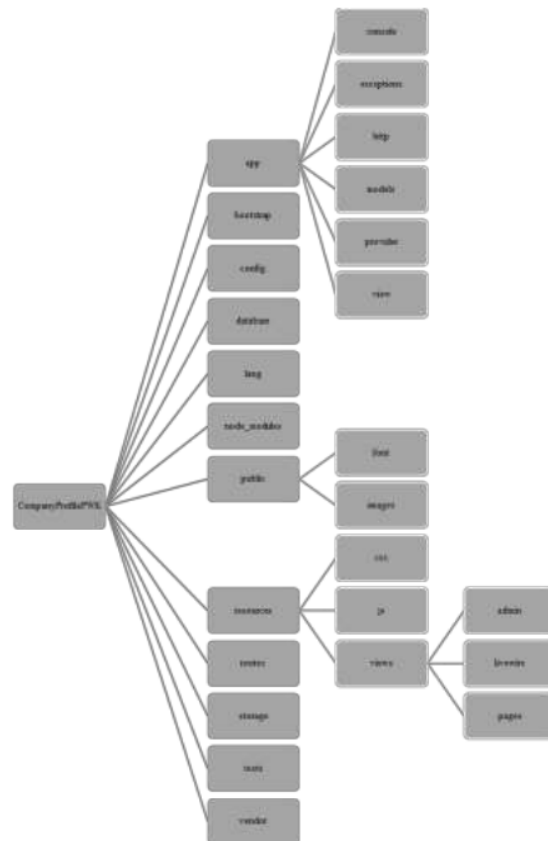 console
exceptions
http
app
models
bootstrap
provider
config
view
database
lang
node_modules
font
public
images
CompanyProfilePWK
css
resources
js
admin
routes
views
livewire
storage
pages
tests
vendor